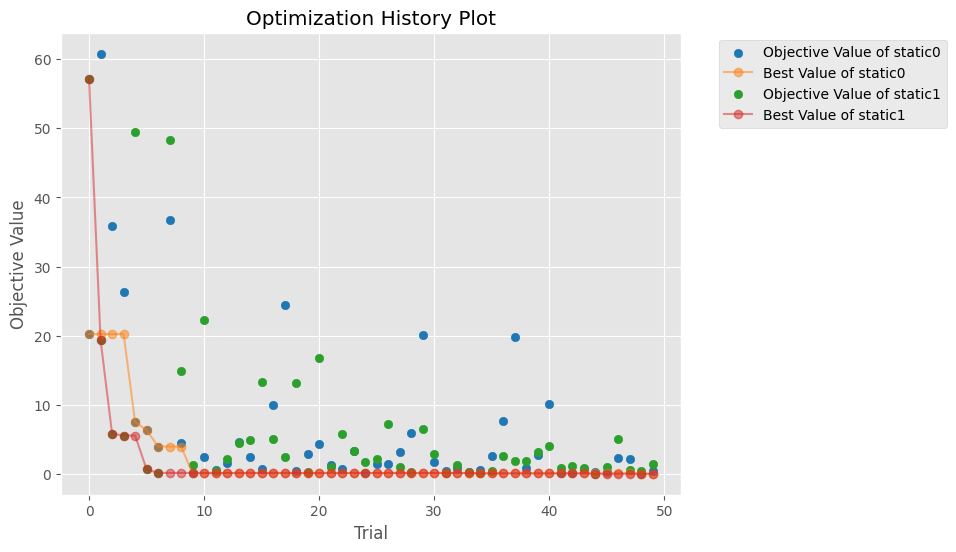 Optimization History Plot
Objective Value of static0
Best Value of static0
Objective Value of static1
Best Value of static1
Objective Value
60
50
40
30
20
10
0
0 10 20 30 40 50
Trial